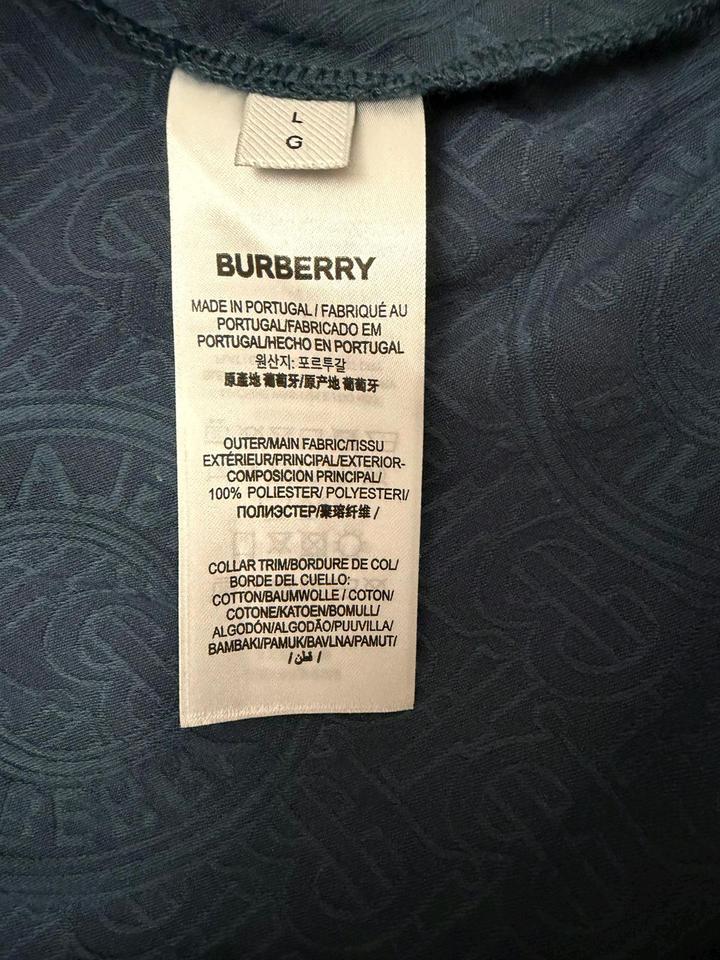 L
G
BURBERRY
MADE IN PORTUGAL / FABRIQUÉ AU
PORTUGAL/FABRICADO EM
PORTUGAL/HECHO EN PORTUGAL
원산지: 포르투갈
原產地 葡萄牙/原产地 葡萄牙
OUTER/MAIN FABRIC/TISSU
EXTÉRIEUR/PRINCIPAL/EXTERIOR-
COMPOSICION PRINCIPAL/
100% POLIESTER/ POLYESTERI/
ПОЛИЭСТЕР/聚琋纤维 /
COLLAR TRIM/BORDURE DE COL/
BORDE DEL CUELLO:
COTTON/BAUMWOLLE / COTON/
COTONE/KATOEN/BOMULL/
ALGODÓN/ALGODÃO/PUUVILLA/
BAMBAKI/PAMUK/BAVLNA/PAMUT/
/ قطن /